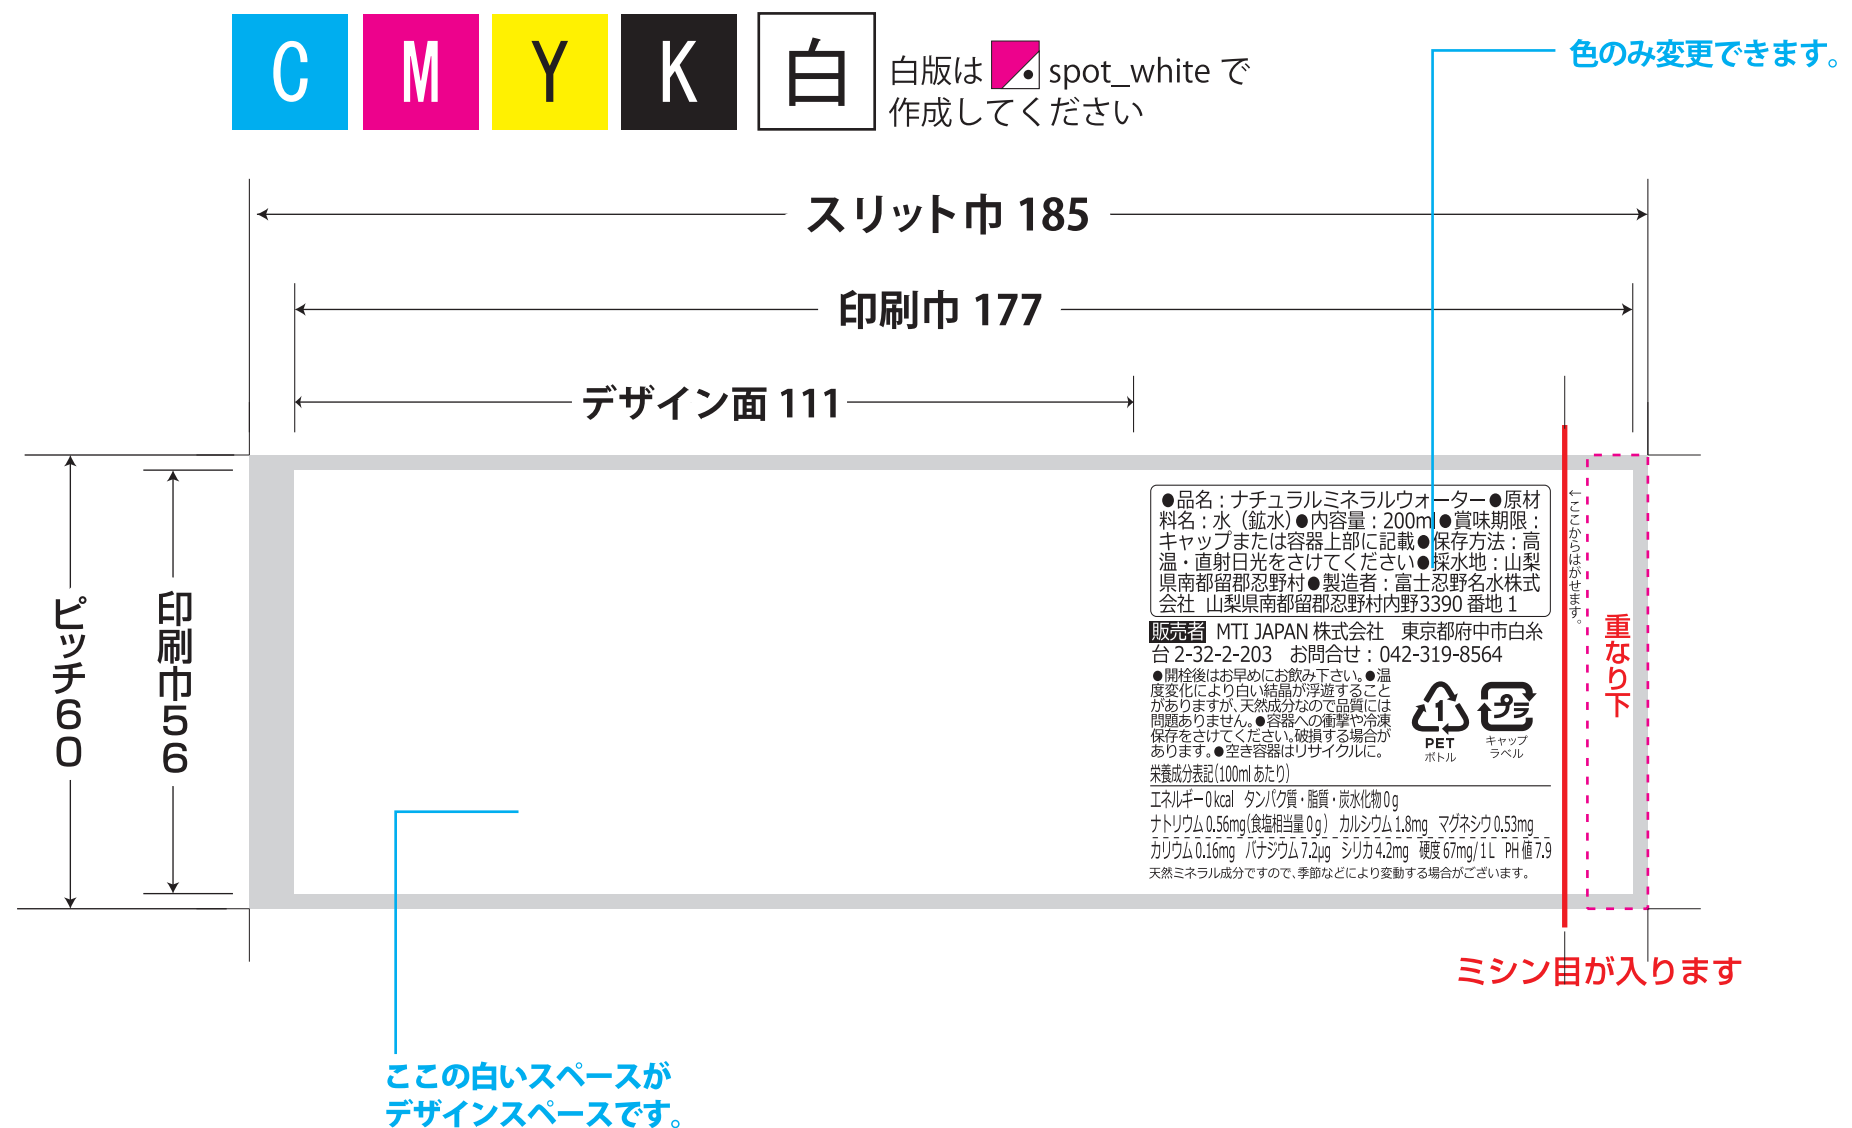 C M Y K 白
白版は spot_white で
作成してください
色のみ変更できます。
スリット巾 185
印刷巾 177
デザイン面 111
ピッチ60
印刷巾56
●品名：ナチュラルミネラルウォーター●原材
料名：水（鉱水）●内容量：200ml●賞味期限：
キャップまたは容器上部に記載●保存方法：高
温・直射日光をさけてください●採水地：山梨
県南都留郡忍野村●製造者：富士忍野名水株式
会社 山梨県南都留郡忍野村内野3390 番地 1
販売者 MTI JAPAN 株式会社 東京都府中市白糸
台 2-32-2-203 お問合せ：042-319-8564
●開栓後はお早めにお飲み下さい。●温
度変化により白い結晶が浮遊すること
がありますが、天然成分なので品質には
問題ありません。●容器への衝撃や冷凍
保存をさけてください。破損する場合が
あります。●空き容器はリサイクルに。
1
PET
ボトル
プラ
キャップ
ラベル
栄養成分表記(100ml あたり)
エネルギー0kcal タンパク質・脂質・炭水化物0g
ナトリウム0.56mg(食塩相当量0g) カルシウム1.8mg マグネシウ0.53mg
カリウム0.16mg バナジウム7.2μg シリカ4.2mg 硬度67mg/1L PH値7.9
天然ミネラル成分ですので、季節などにより変動する場合がございます。
←ここからはがせます。
重なり下
ミシン目が入ります
ここの白いスペースが
デザインスペースです。